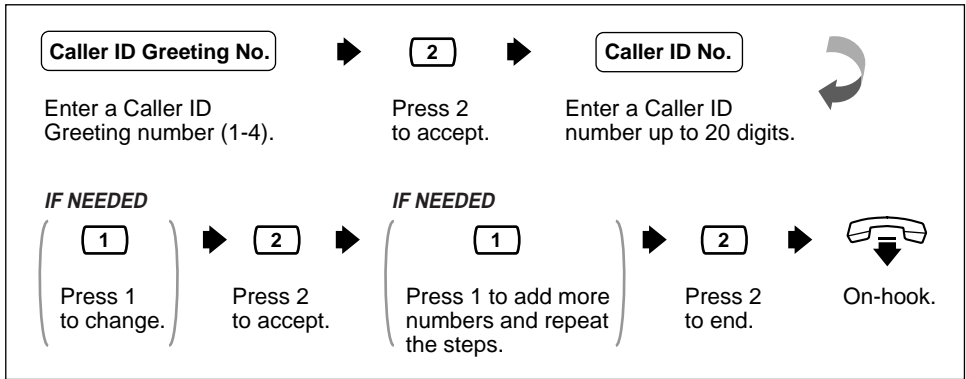 Caller ID Greeting No. 2 Caller ID No.
Enter a Caller ID Press 2 Enter a Caller ID
Greeting number (1-4). to accept. number up to 20 digits.
IF NEEDED IF NEEDED
1 2 1 2
Press 1 Press 2 Press 1 to add more Press 2 On-hook.
to change. to accept. numbers and repeat to end.
the steps.